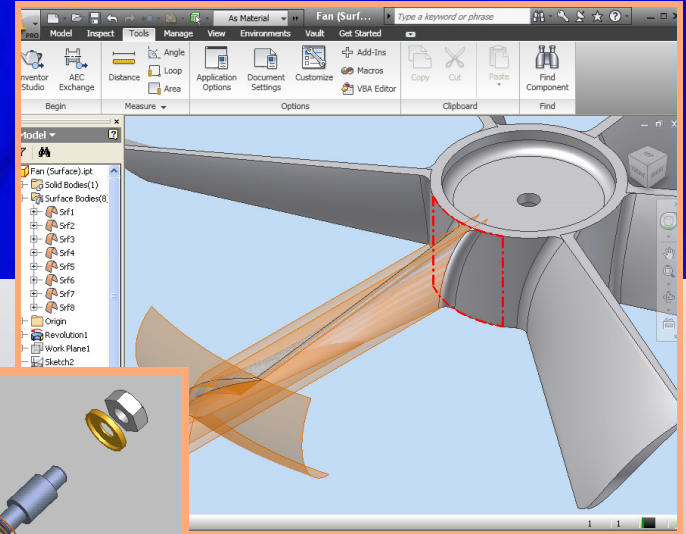 As Material
Fan (Surf...
Type a keyword or phrase
PRO
Model Inspect Tools Manage View Environments Vault Get Started
Angle
Loop
Area
Add-Ins
Macros
VBA Editor
AEC Exchange
Studio
Distance
Application Options
Document Settings
Customize
Copy
Cut
Paste
Find Component
Begin
Measure
Options
Clipboard
Find
Fan (Surface).ipt
Solid Bodies(1)
Surface Bodies(8
Srf1
Srf2
Srf3
Srf4
Srf5
Srf6
Srf7
Srf8
Origin
Revolution1
Work Plane1
Sketch2
1 1